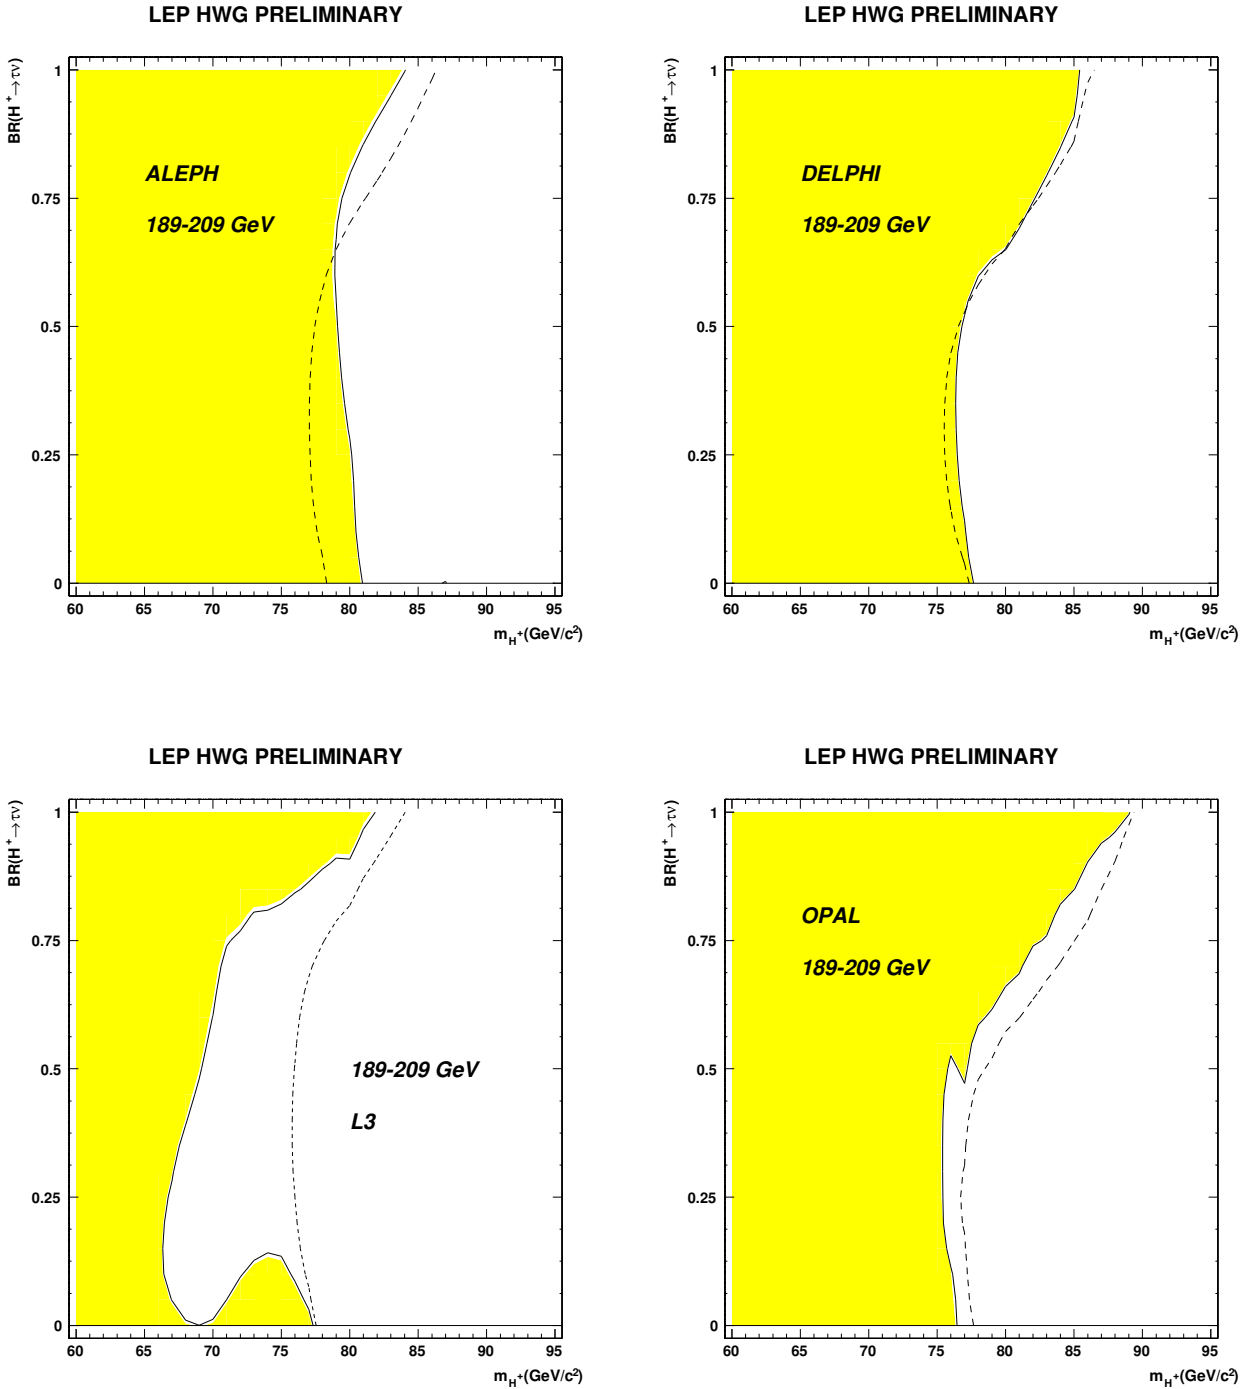 LEP HWG PRELIMINARY
BR(H⁺→τν)
1
0.75
0.5
0.25
0
ALEPH
189-209 GeV
60 65 70 75 80 85 90 95
m_H⁺(GeV/c²)
LEP HWG PRELIMINARY
BR(H⁺→τν)
1
0.75
0.5
0.25
0
DELPHI
189-209 GeV
60 65 70 75 80 85 90 95
m_H⁺(GeV/c²)
LEP HWG PRELIMINARY
BR(H⁺→τν)
1
0.75
0.5
0.25
0
189-209 GeV
L3
60 65 70 75 80 85 90 95
m_H⁺(GeV/c²)
LEP HWG PRELIMINARY
BR(H⁺→τν)
1
0.75
0.5
0.25
0
OPAL
189-209 GeV
60 65 70 75 80 85 90 95
m_H⁺(GeV/c²)